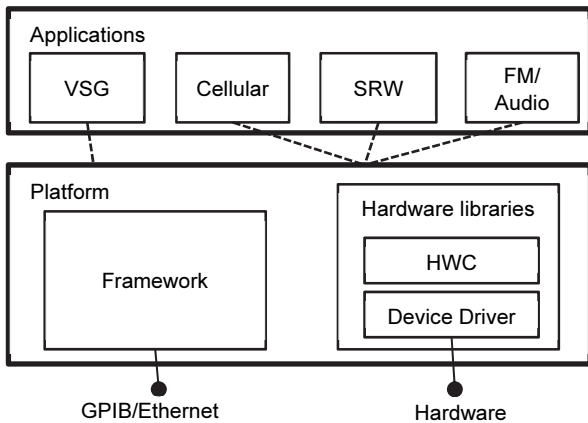 Applications
VSG
Cellular
SRW
FM/
Audio
Platform
Framework
Hardware libraries
HWC
Device Driver
GPIB/Ethernet
Hardware